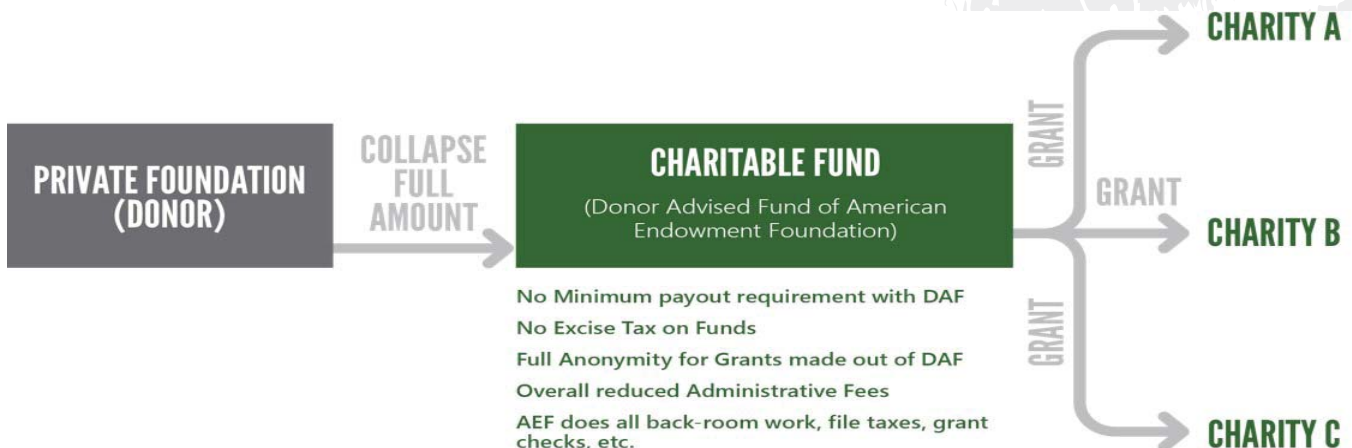 PRIVATE FOUNDATION
(DONOR)
COLLAPSE
FULL
AMOUNT
CHARITABLE FUND
(Donor Advised Fund of American
Endowment Foundation)
No Minimum payout requirement with DAF
No Excise Tax on Funds
Full Anonymity for Grants made out of DAF
Overall reduced Administrative Fees
AEF does all back-room work, file taxes, grant
checks, etc.
GRANT
CHARITY A
GRANT
CHARITY B
GRANT
CHARITY C